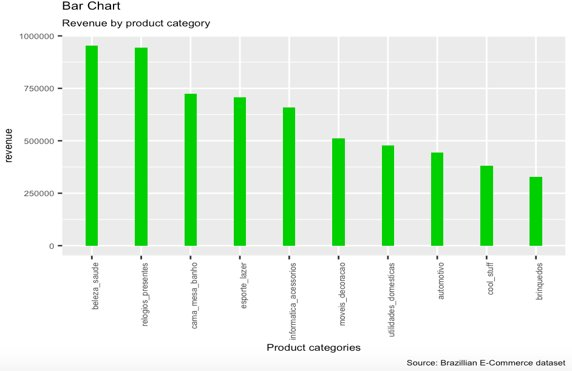 Bar Chart
Revenue by product category
1000000
750000
500000
250000
0
revenue
beleza_saude
relogios_presentes
cama_mesa_banho
esporte_lazer
informatica_acessorios
moveis_decoracao
utilidades_domesticas
automotivo
cool_stuff
brinquedos
Product categories
Source: Brazillian E-Commerce dataset